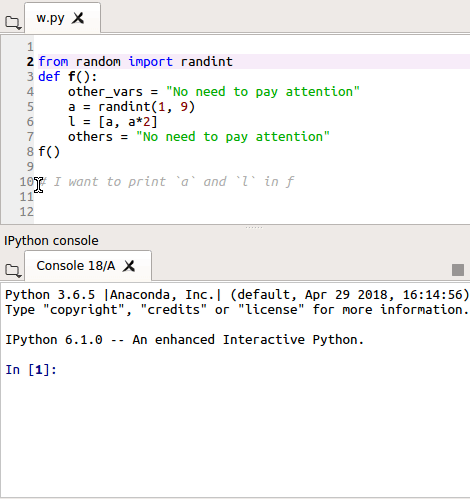 w.py
1
2 from random import randint
3 def f():
4     other_vars = "No need to pay attention"
5     a = randint(1, 9)
6     l = [a, a*2]
7     others = "No need to pay attention"
8 f()
9
10 # I want to print `a` and `l` in f
11
12
IPython console
Console 18/A
Python 3.6.5 |Anaconda, Inc.| (default, Apr 29 2018, 16:14:56)
Type "copyright", "credits" or "license" for more information.
IPython 6.1.0 -- An enhanced Interactive Python.
In [1]: